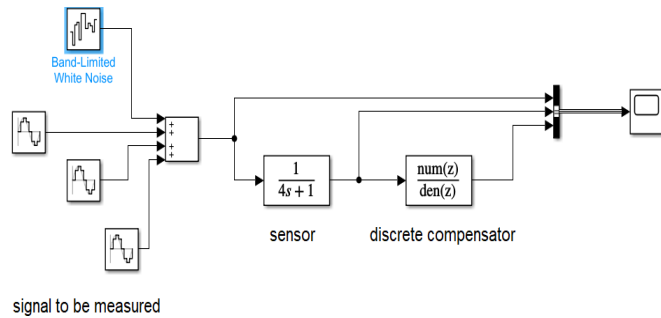 Band-Limited
White Noise
+
+
+
+
1
4s + 1
num(z)
den(z)
sensor
discrete compensator
signal to be measured